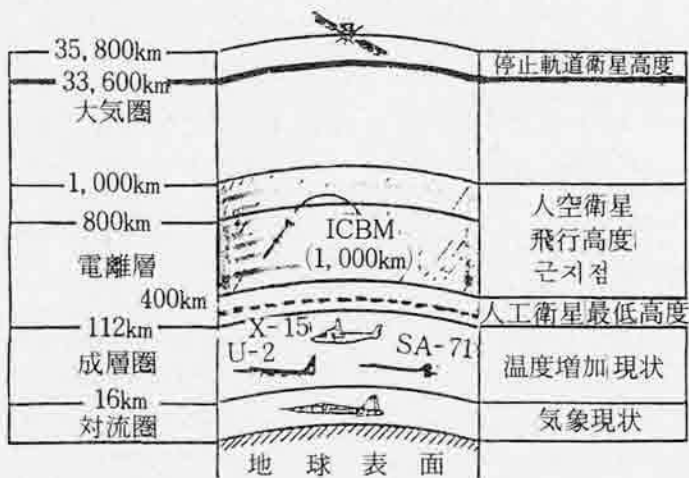 35,800km
停止軌道衛星高度
33,600km
大気圏
1,000km
人空衛星
800km
ICBM
飛行高度
(1,000km)
근지점
電離層
400km
人工衛星最低高度
112km
X-15
U-2
SA-71
成層圏
温度増加現状
16km
気象現状
対流圏
地球表面